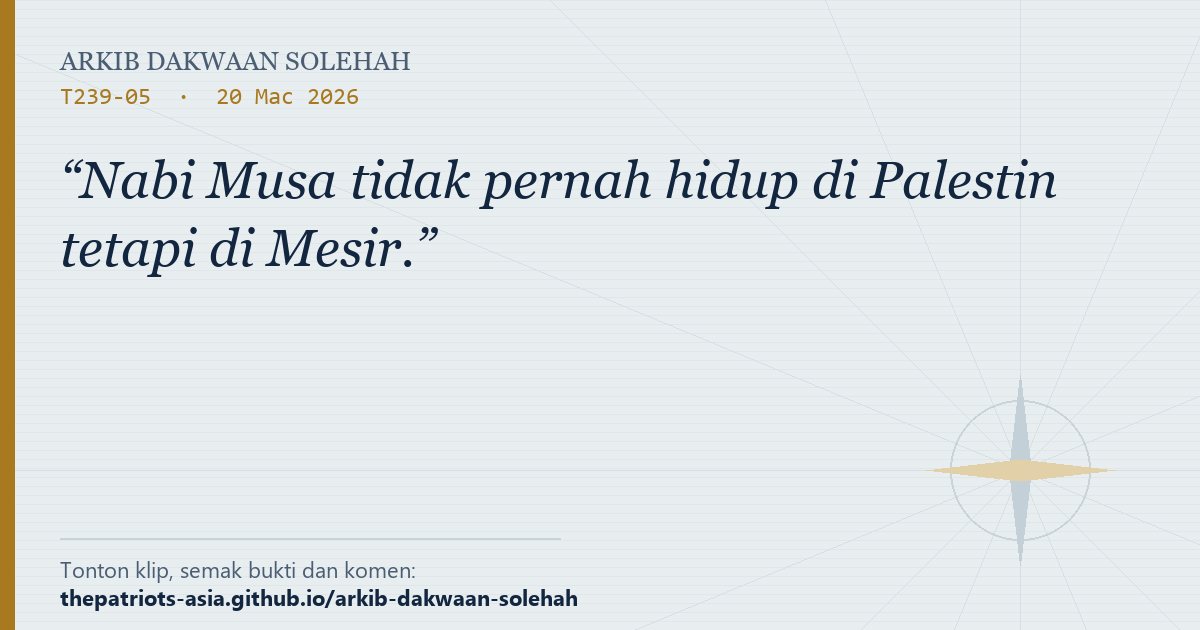 ARKIB DAKWAAN SOLEHAH
T239-05 · 20 Mac 2026
“Nabi Musa tidak pernah hidup di Palestin
tetapi di Mesir.”
Tonton klip, semak bukti dan komen:
thepatriots-asia.github.io/arkib-dakwaan-solehah